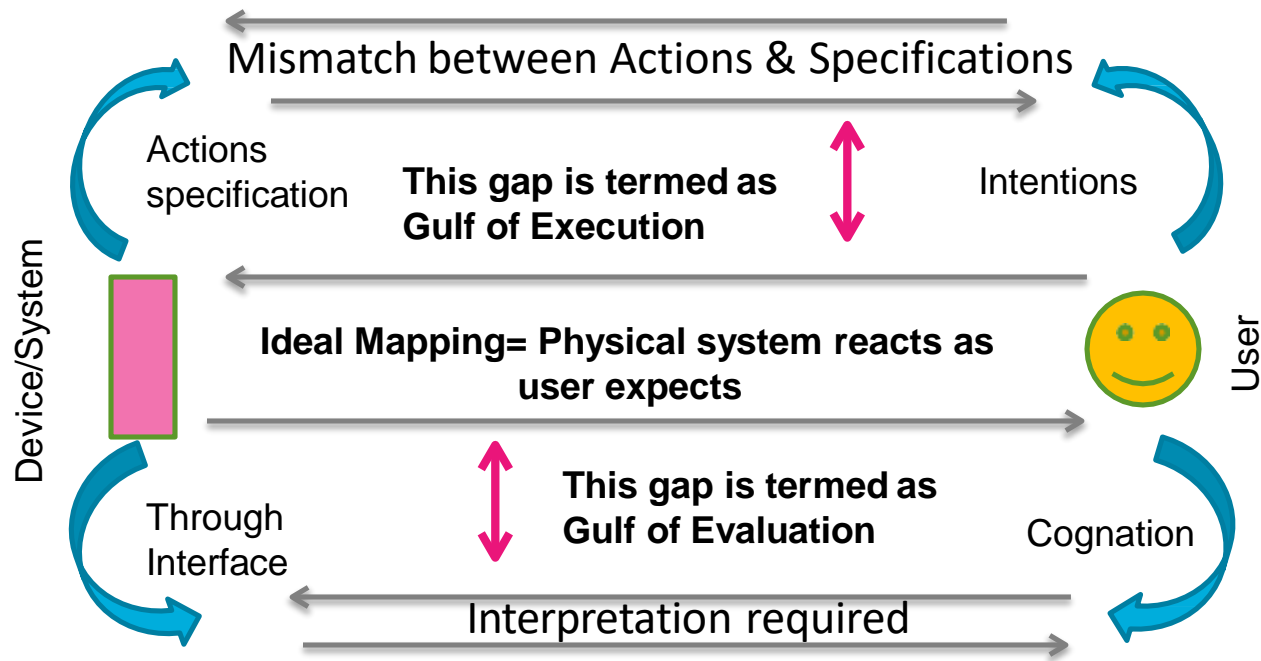 Mismatch between Actions & Specifications
Actions
specification
This gap is termed as
Gulf of Execution
Intentions
Device/System
Ideal Mapping= Physical system reacts as
user expects
User
Through
Interface
This gap is termed as
Gulf of Evaluation
Cognation
Interpretation required